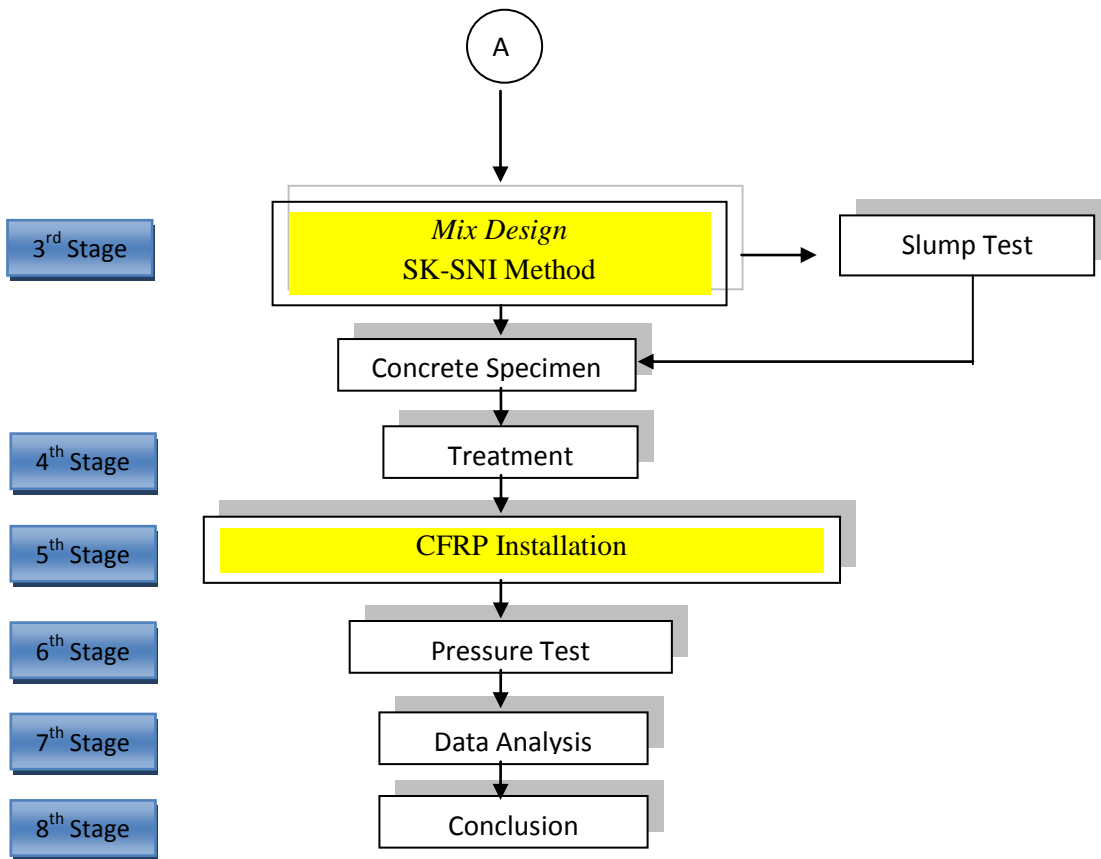 A
3rd Stage
Mix Design
SK-SNI Method
Slump Test
Concrete Specimen
4th Stage
Treatment
5th Stage
CFRP Installation
6th Stage
Pressure Test
7th Stage
Data Analysis
8th Stage
Conclusion